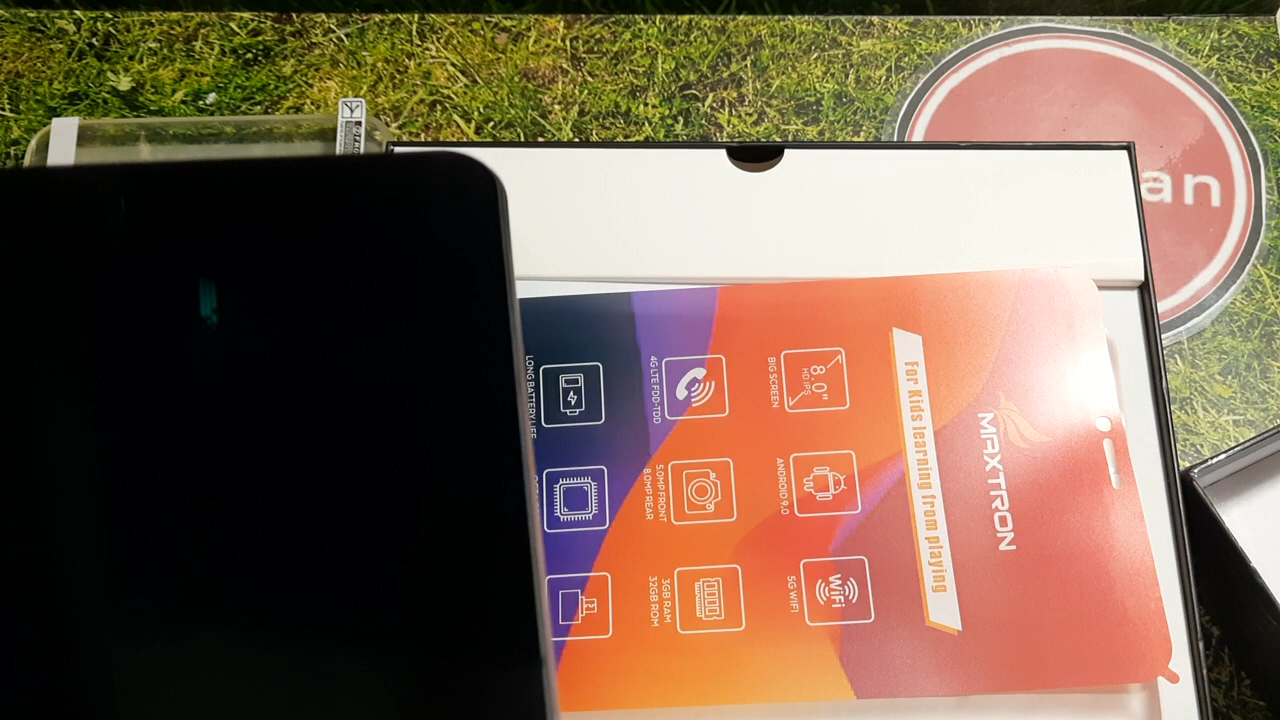 MAXTRON
For Kids learning from playing
8.0"
HD IPS
BIG SCREEN
ANDROID 9.0
WiFi
5G WIFI
4G LTE FDD-TDD
5.0MP FRONT
8.0MP REAR
3GB RAM
32GB ROM
LONG BATTERY LIFE
an